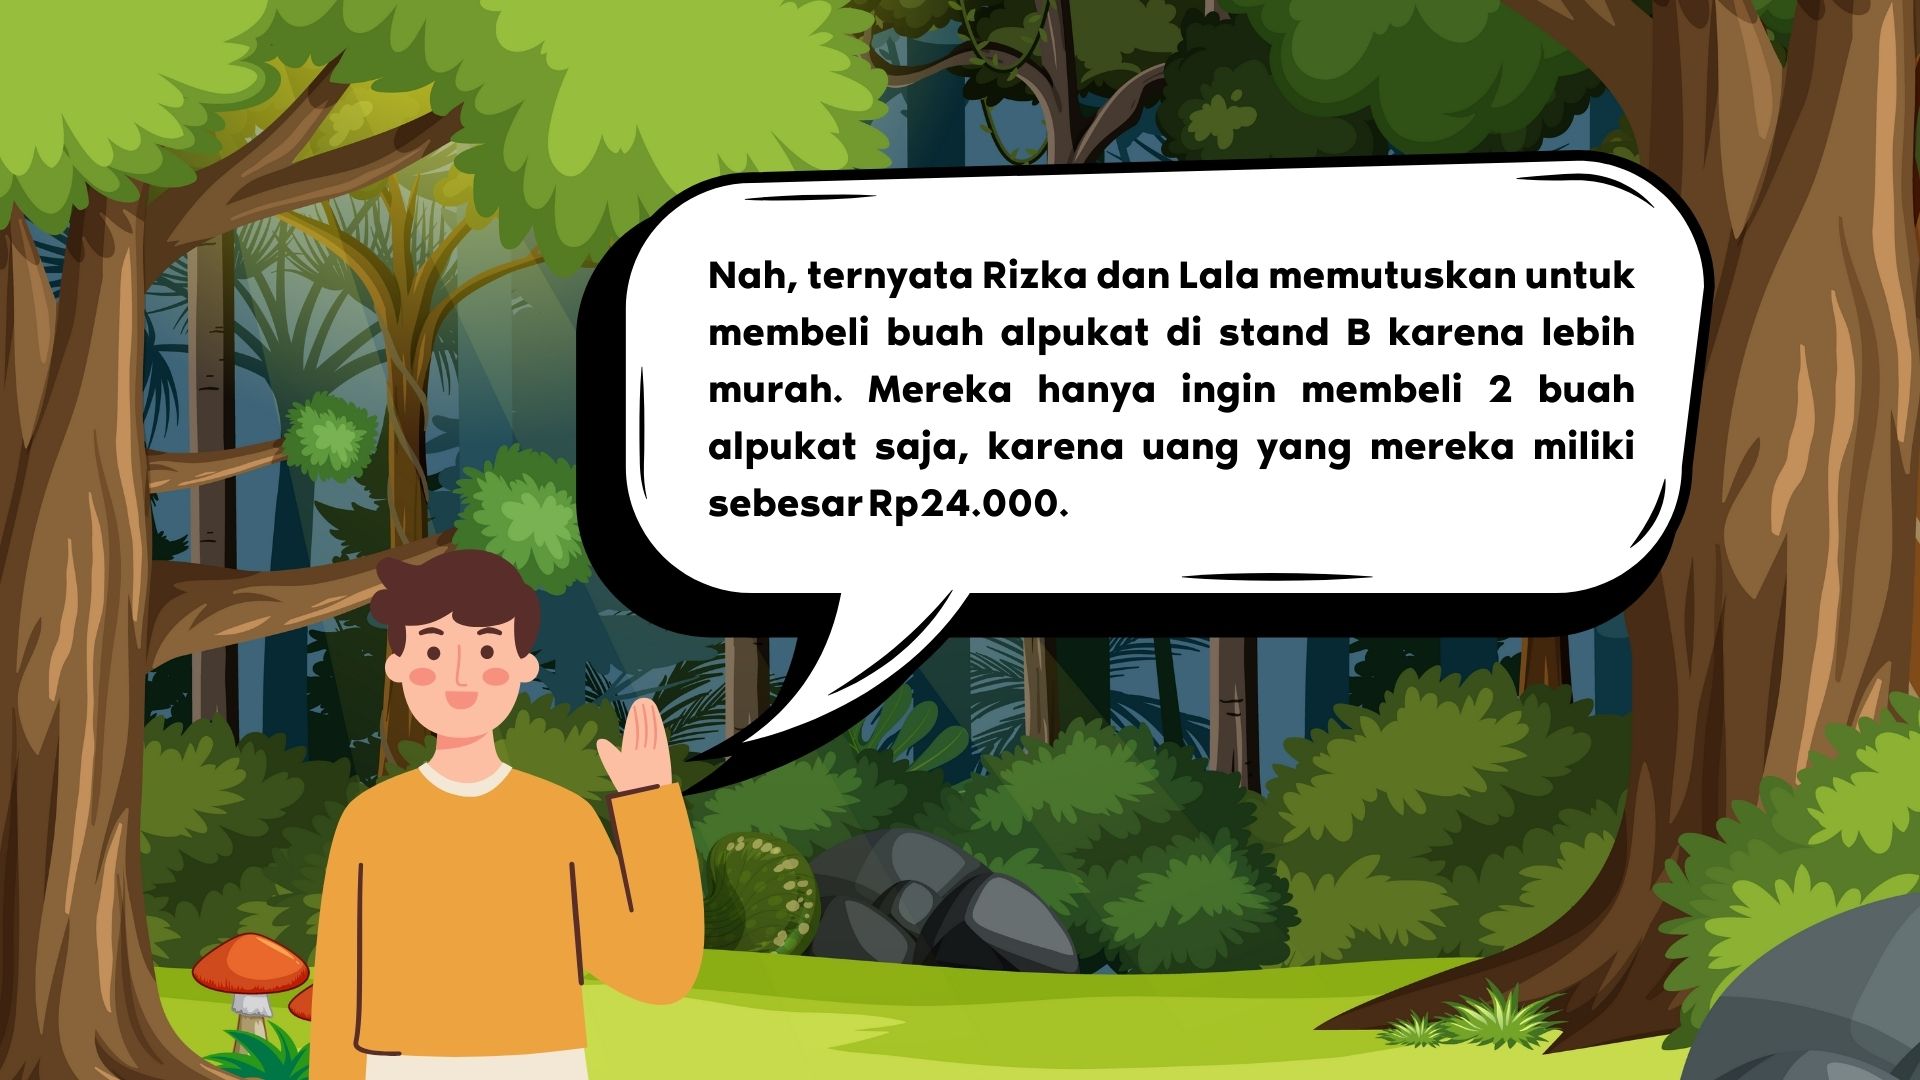 Nah, ternyata Rizka dan Lala memutuskan untuk
membeli buah alpukat di stand B karena lebih
murah. Mereka hanya ingin membeli 2 buah
alpukat saja, karena uang yang mereka miliki
sebesar Rp24.000.